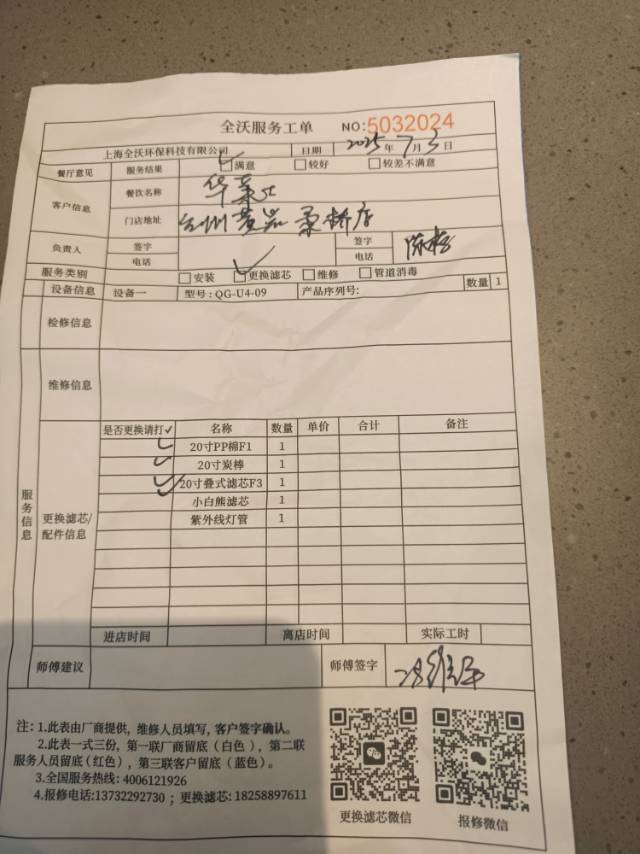 全沃服务工单 NO:5032024
上海全沃环保科技有限公司 日期 2025年7月3日
餐厅意见 服务结果 ✓满意 □较好 □较差不满意
客户信息 餐饮名称 华莱士
门店地址 台州黄岩柔桥店
负责人 签字 签字
电话 电话
服务类别 □安装 ✓更换滤芯 □维修 □管道消毒
设备信息 设备一 型号:QG-U4-09 产品序列号: 数量 1
检修信息
维修信息
服务信息
更换滤芯/配件信息
是否更换请打✓ 名称 数量 单价 合计 备注
✓ 20寸PP棉F1 1
✓ 20寸炭棒 1
✓ 20寸叠式滤芯F3 1
小白熊滤芯 1
紫外线灯管 1
进店时间 离店时间 实际工时
师傅建议 师傅签字
注: 1.此表由厂商提供, 维修人员填写, 客户签字确认。
2.此表一式三份, 第一联厂商留底 (白色), 第二联
服务人员留底(红色), 第三联客户留底 (蓝色)。
3.全国服务热线: 4006121926
4.报修电话:13732292730 ; 更换滤芯: 18258897611
更换滤芯微信 报修微信